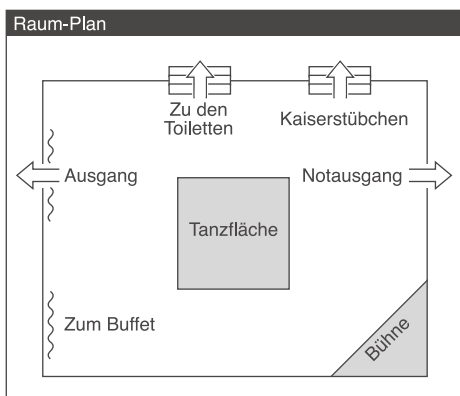 Raum-Plan
Zu den
Toiletten
Kaiserstübchen
Ausgang
Notausgang
Tanzfläche
Zum Buffet
Bühne